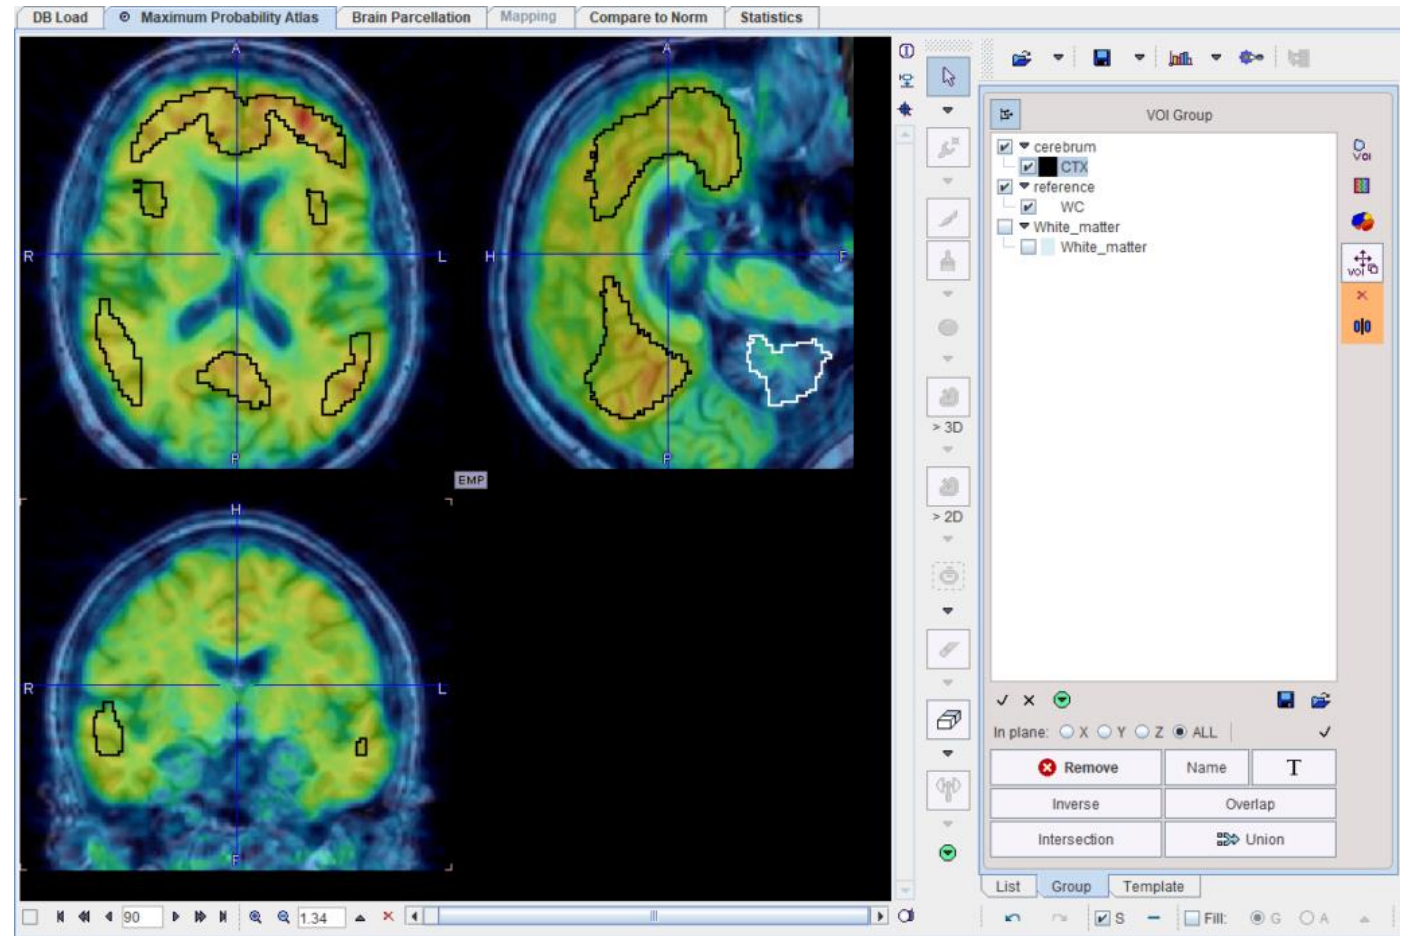 DB Load
Maximum Probability Atlas
Brain Parcellation
Mapping
Compare to Norm
Statistics
A
R
L
P
A
H
F
P
EMP
H
R
L
F
> 3D
> 2D
VOI Group
cerebrum
CTX
reference
WC
White_matter
White_matter
VOI
VOI
In plane: X Y Z ALL
Remove Name T
Inverse Overlap
Intersection Union
List Group Template
90 1.34
S Fill: G A